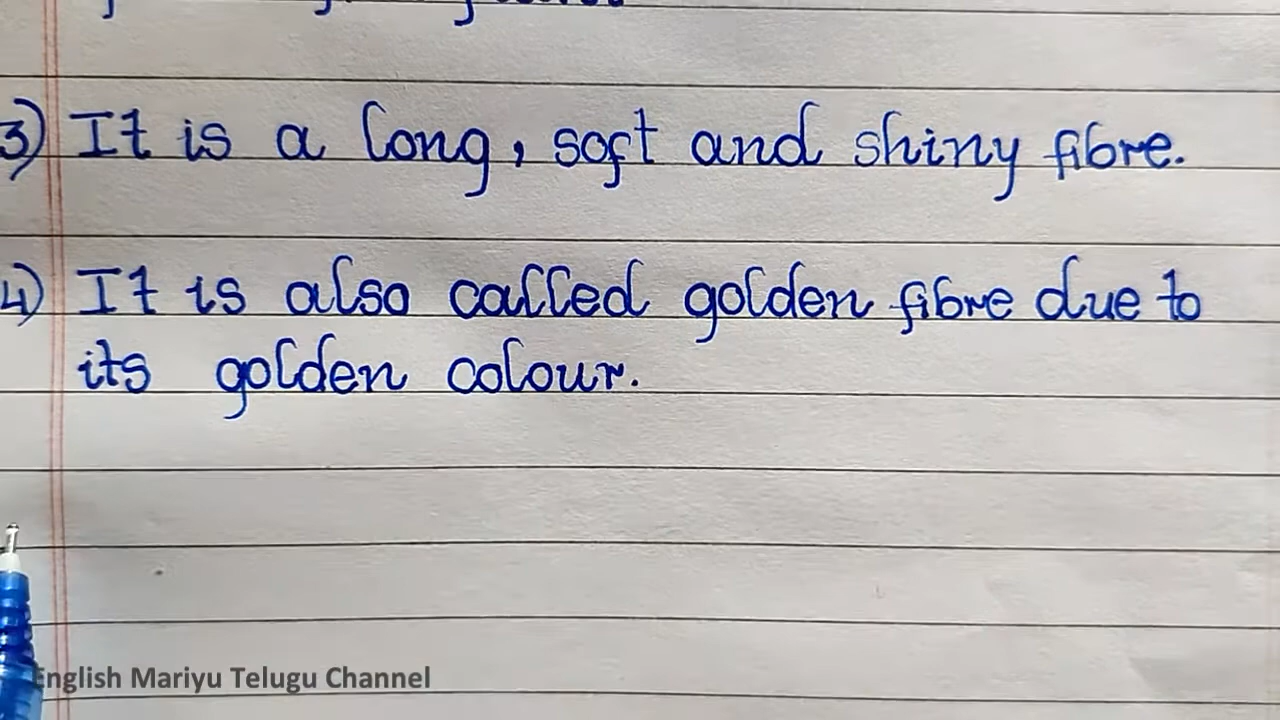 3) It is a long, soft and shiny fibre.
4) It is also called golden fibre due to
its golden colour.
English Mariyu Telugu Channel